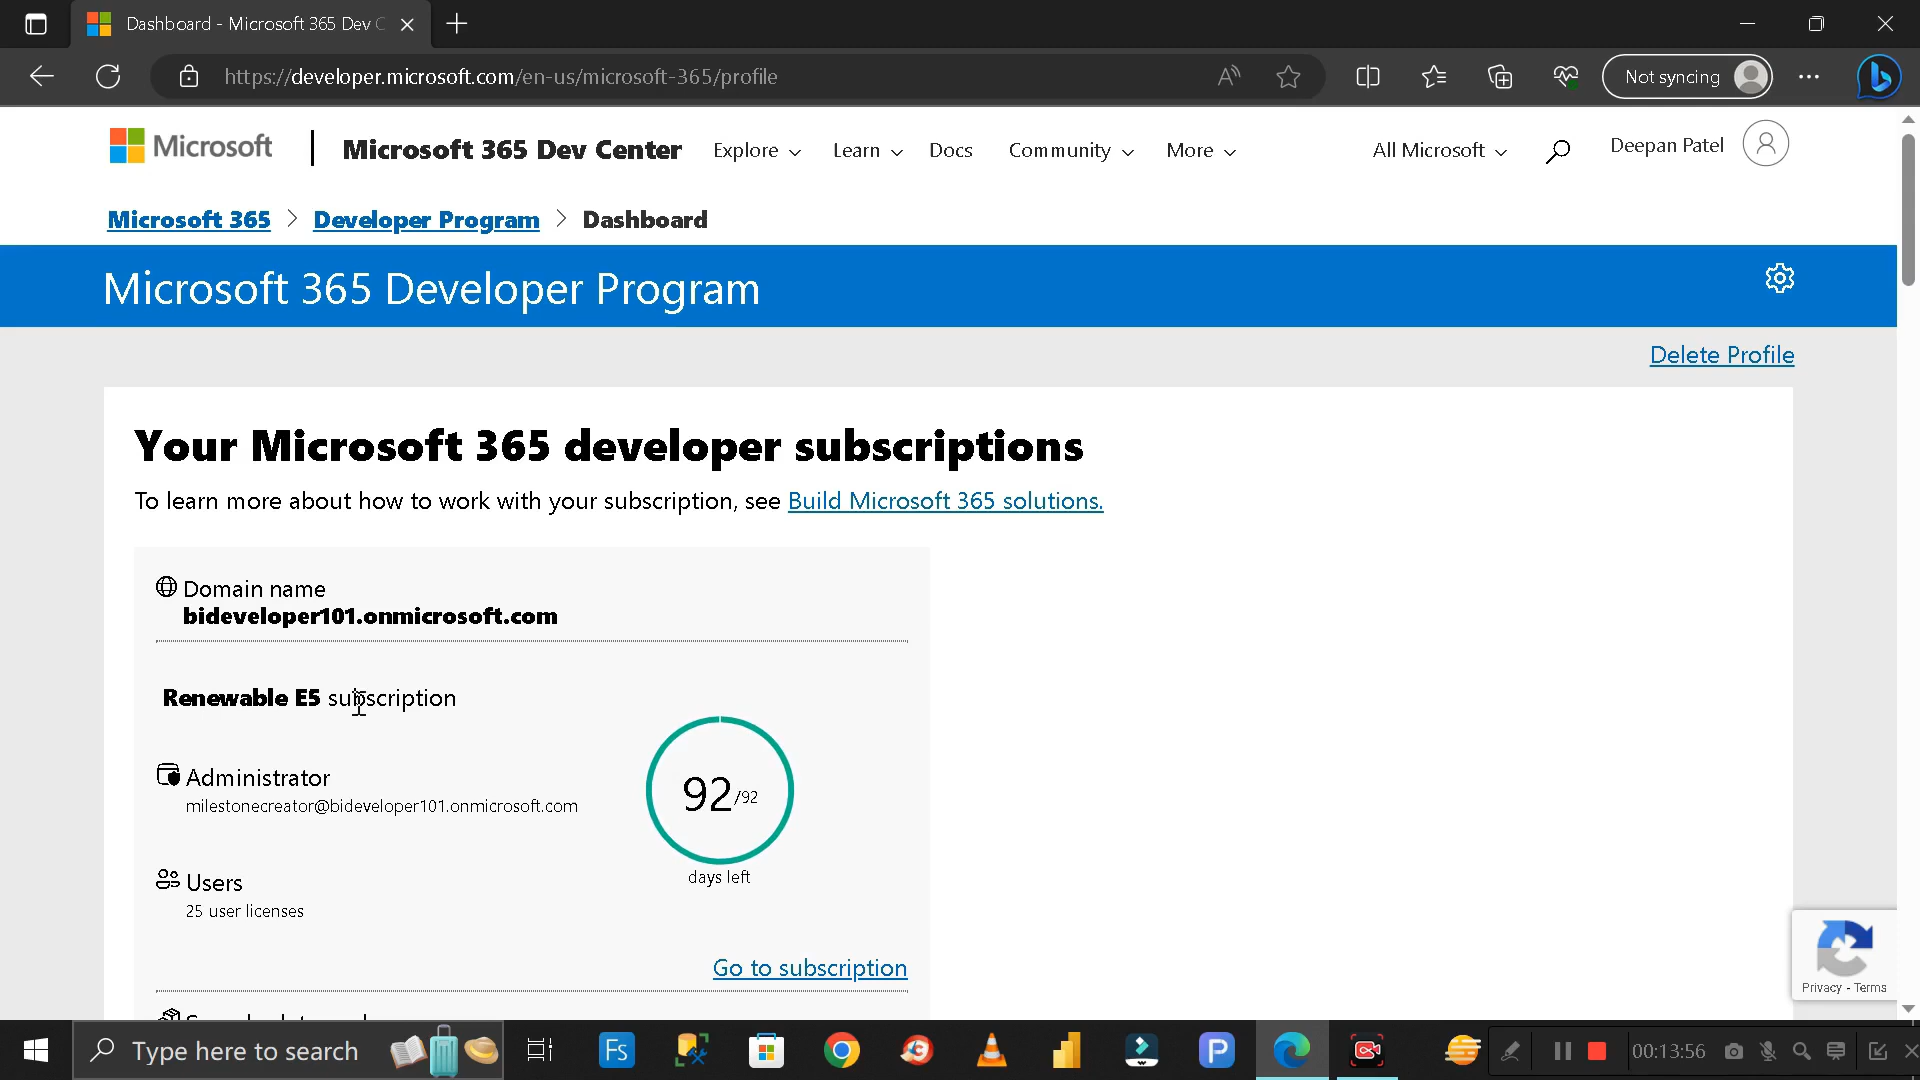 Dashboard - Microsoft 365 Dev C
https://developer.microsoft.com/en-us/microsoft-365/profile
Not syncing
Microsoft
Microsoft 365 Dev Center
Explore
Learn
Docs
Community
More
All Microsoft
Deepan Patel
Microsoft 365 > Developer Program > Dashboard
Microsoft 365 Developer Program
Delete Profile
Your Microsoft 365 developer subscriptions
To learn more about how to work with your subscription, see Build Microsoft 365 solutions.
Domain name
bideveloper101.onmicrosoft.com
Renewable E5 subscription
Administrator
milestonecreator@bideveloper101.onmicrosoft.com
92/92
days left
Users
25 user licenses
Go to subscription
Privacy - Terms
Type here to search
Fs
P
00:13:56